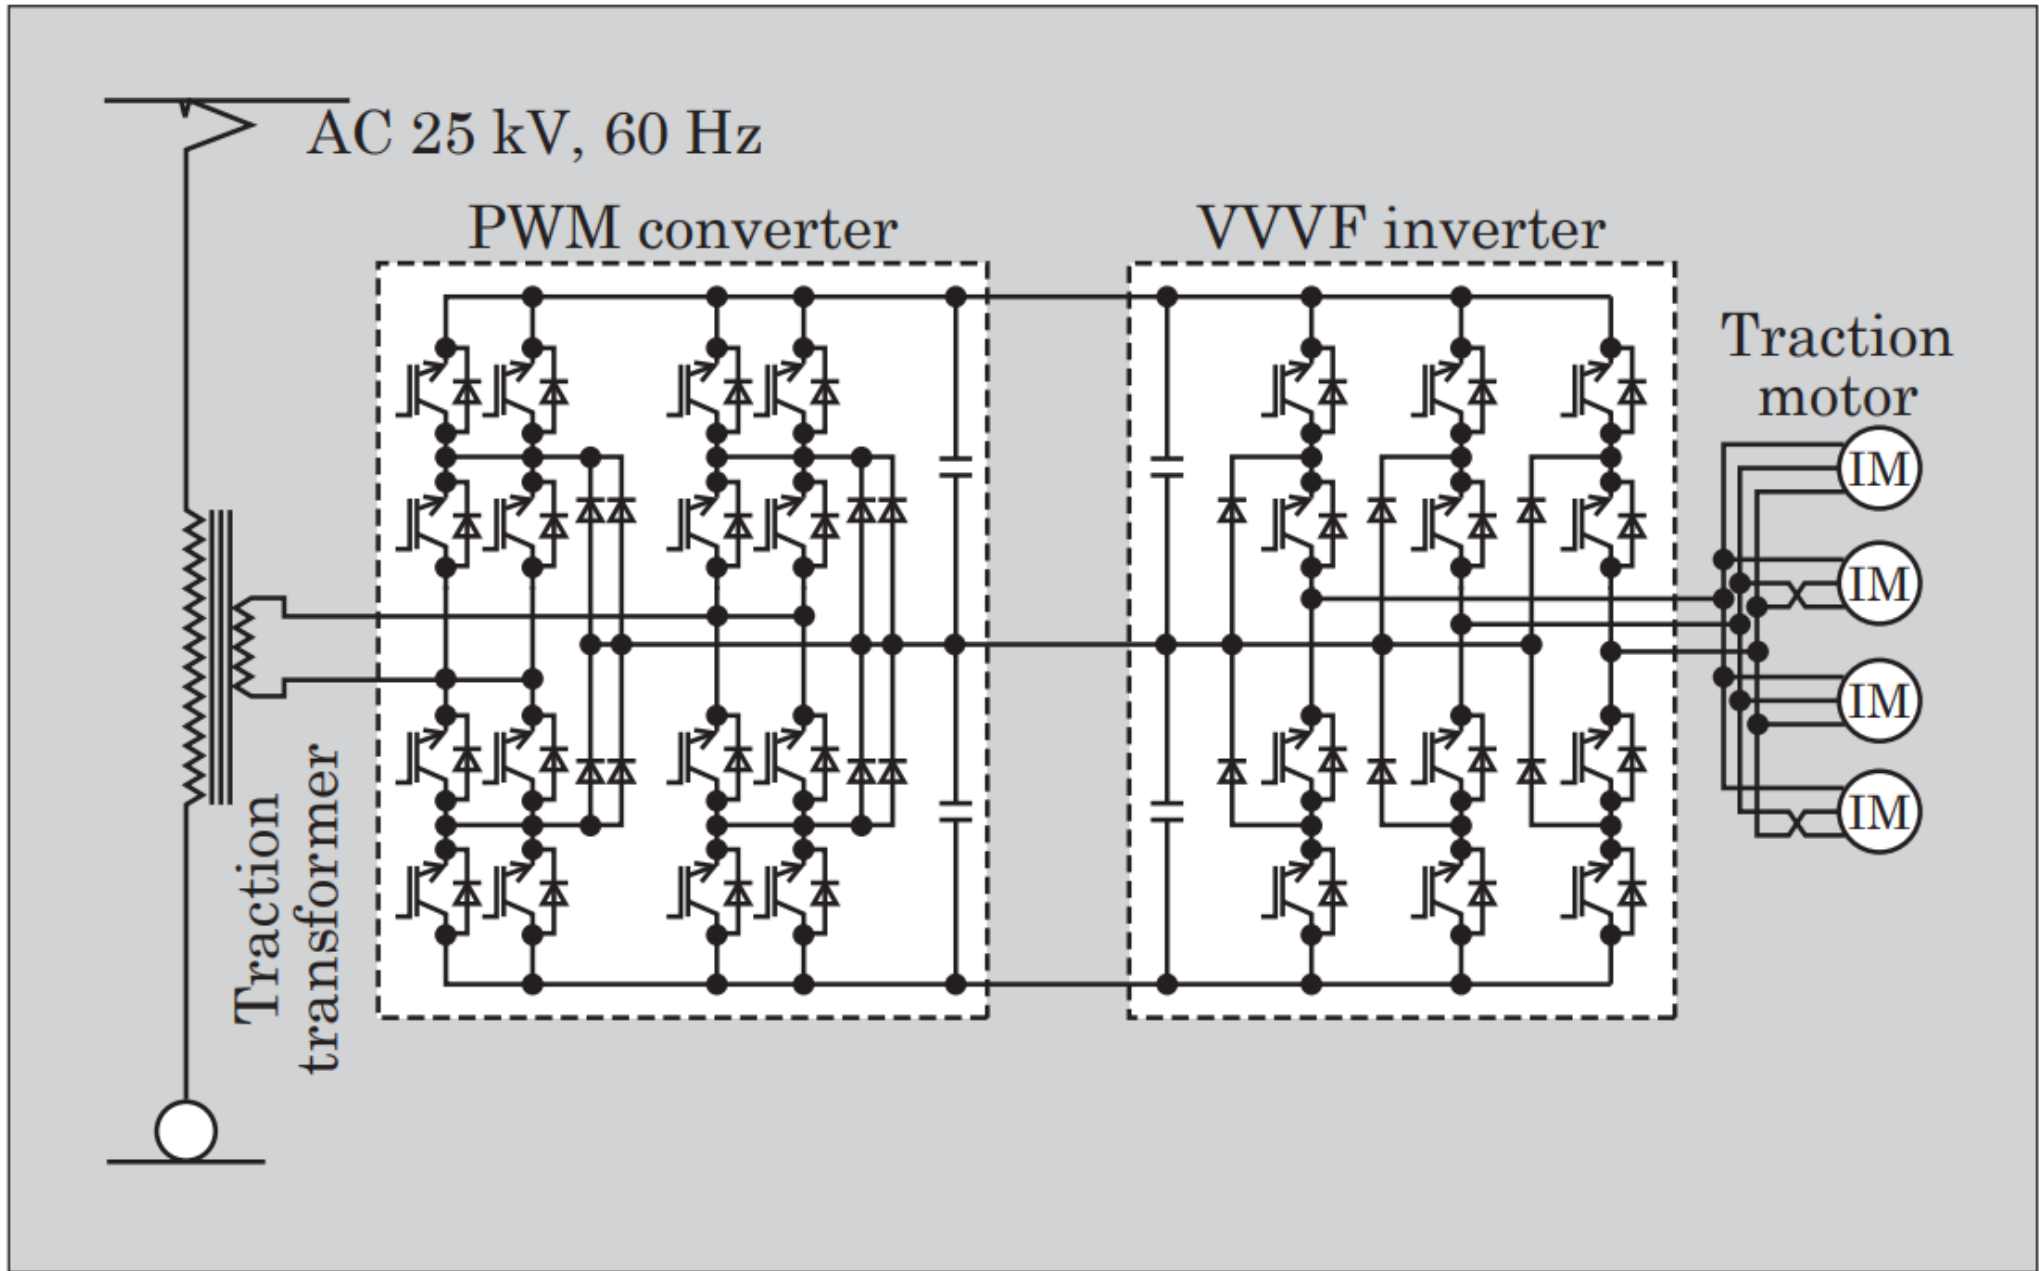 AC 25 kV, 60 Hz
PWM converter
VVVF inverter
Traction
motor
IM
IM
IM
IM
Traction
transformer